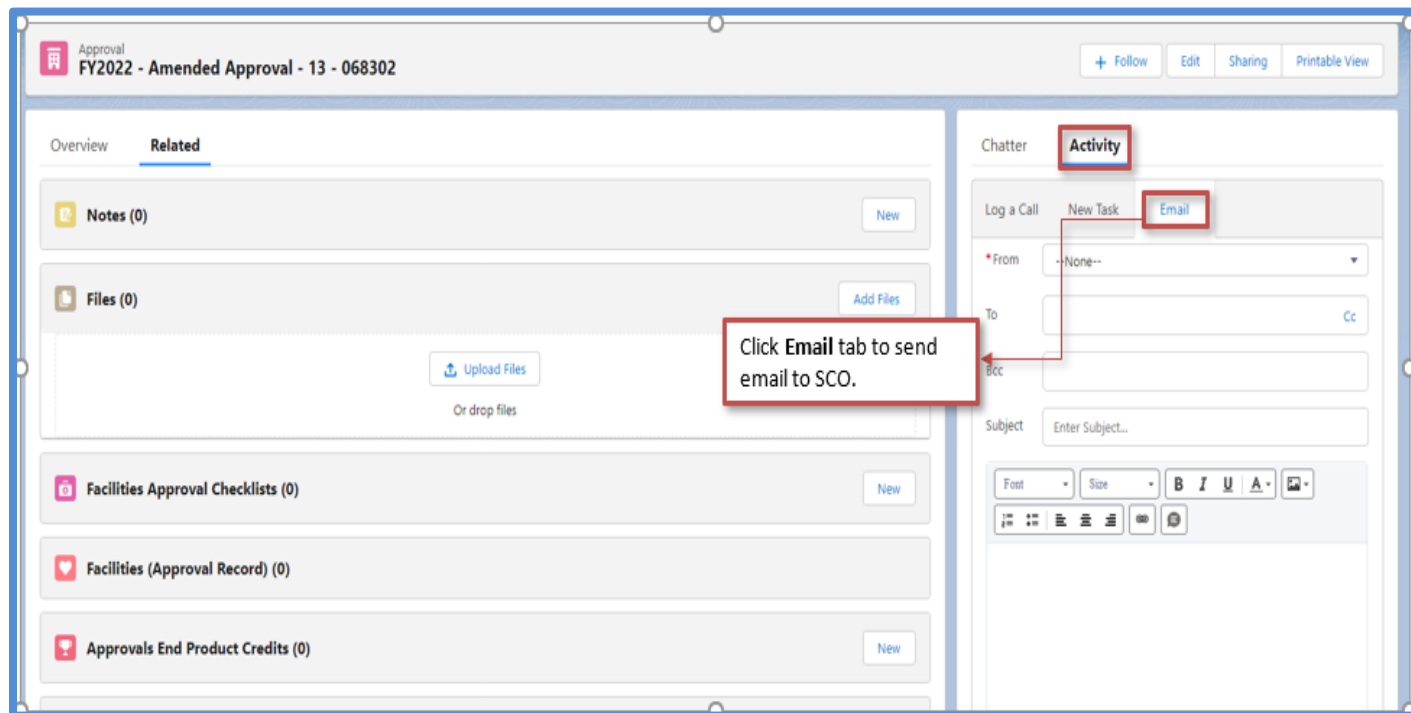 Approval
FY2022 - Amended Approval - 13 - 068302
+ Follow
Edit
Sharing
Printable View
Overview
Related
Notes (0)
New
Files (0)
Add Files
Upload Files
Or drop files
Facilities Approval Checklists (0)
New
Facilities (Approval Record) (0)
Approvals End Product Credits (0)
New
Chatter
Activity
Log a Call
New Task
Email
*From
--None--
To
Cc
Bcc
Subject
Enter Subject...
Font
Size
B
I
U
A
Click Email tab to send
email to SCO.